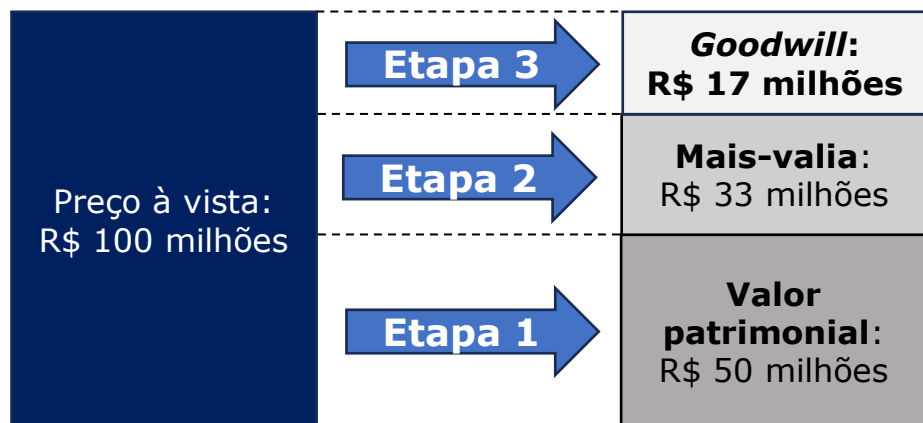 Preço à vista:
R$ 100 milhões
Etapa 3
Goodwill:
R$ 17 milhões
Etapa 2
Mais-valia:
R$ 33 milhões
Etapa 1
Valor
patrimonial:
R$ 50 milhões